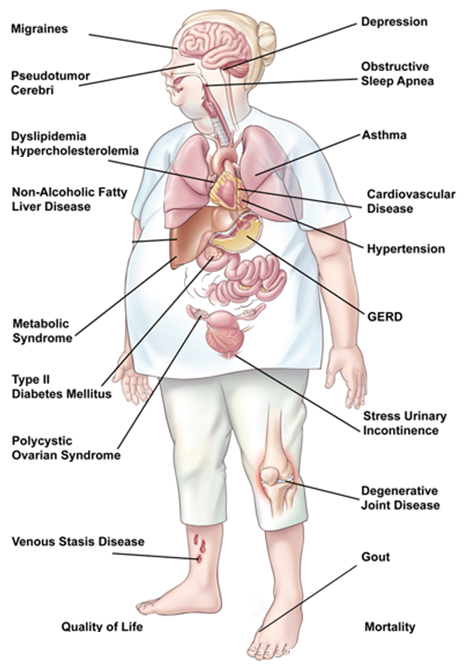 Migraines
Depression
Pseudotumor
Cerebri
Obstructive
Sleep Apnea
Dyslipidemia
Hypercholesterolemia
Asthma
Non-Alcoholic Fatty
Liver Disease
Cardiovascular
Disease
Hypertension
GERD
Metabolic
Syndrome
Type II
Diabetes Mellitus
Stress Urinary
Incontinence
Polycystic
Ovarian Syndrome
Degenerative
Joint Disease
Venous Stasis Disease
Gout
Quality of Life
Mortality